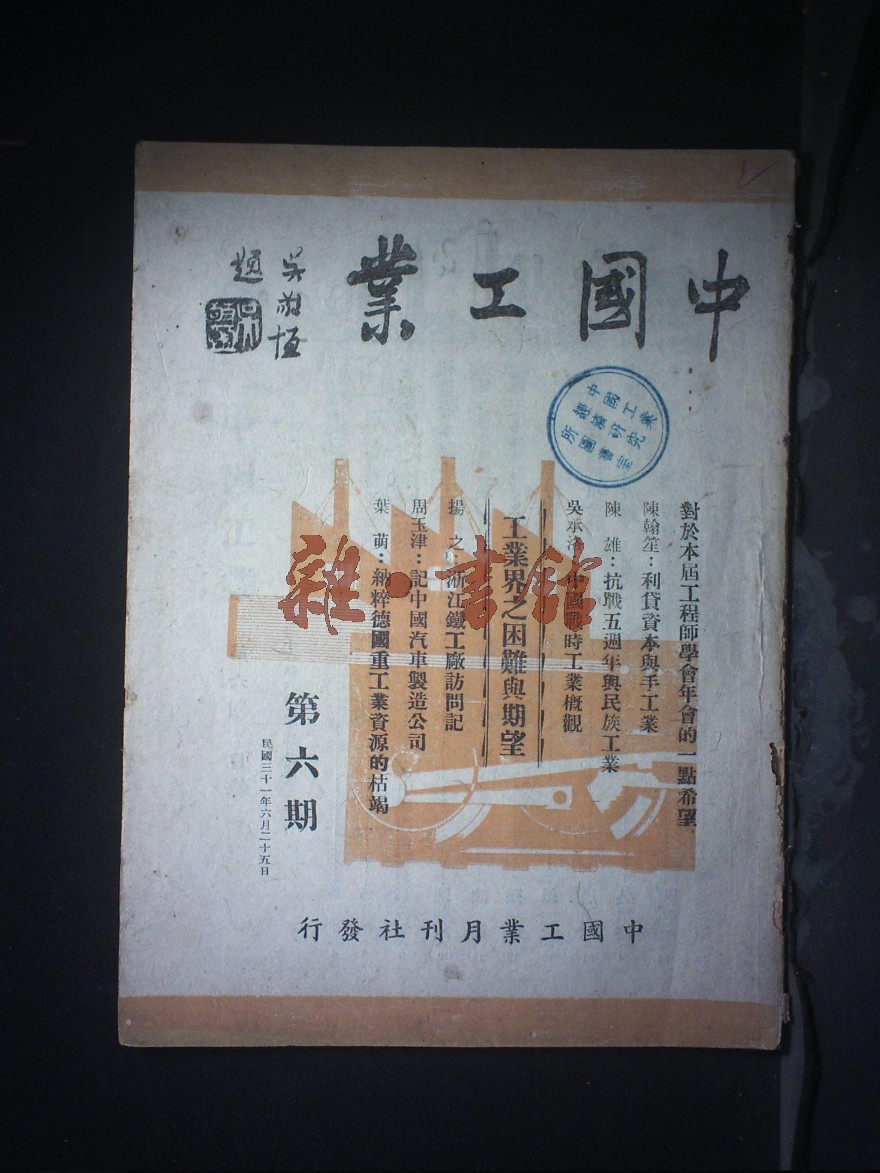 中國工業
吳敬恆
題
中國工業
經濟研究
所圖書室
對於本屆工程師學會年會的一點希望
陳翰笙：利貸資本與手工業
陳　雄：抗戰五週年與民族工業
吳承洛：中國戰時工業概觀
工業界之困難與期望
揚　之：浙江鐵工廠訪問記
周玉津：記中國汽車製造公司
葉　萌：納粹德國重工業資源的枯竭
第六期
民國三十一年六月二十五日
中國工業月刊社發行
雜·書館